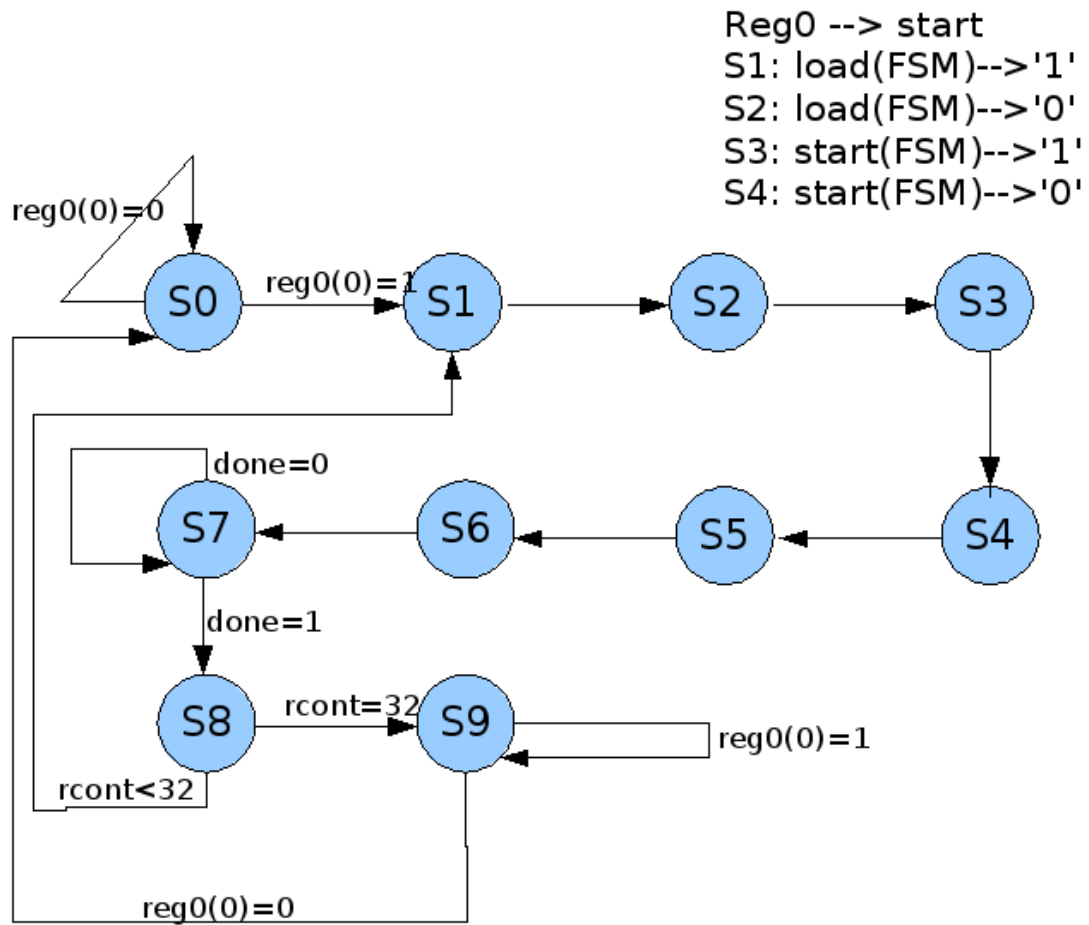 Reg0 --> start
S1: load(FSM)-->'1'
S2: load(FSM)-->'0'
S3: start(FSM)-->'1'
S4: start(FSM)-->'0'
reg0(0)=0
reg0(0)=1
S0
S1
S2
S3
done=0
S7
S6
S5
S4
done=1
rcont=32
S8
S9
reg0(0)=1
rcont<32
reg0(0)=0